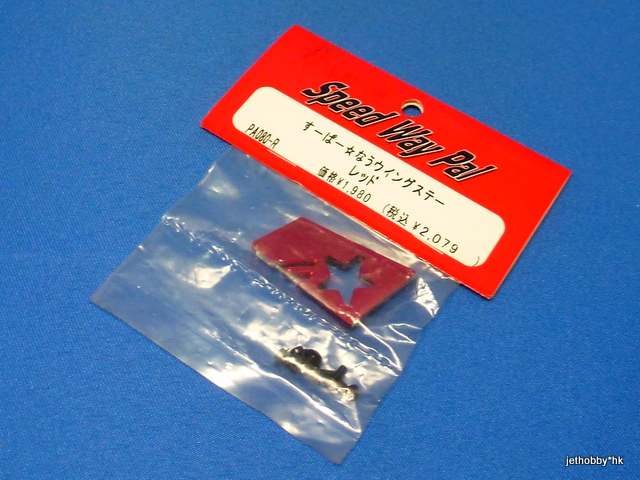 Speed Way Pal
PA080-R
すーぱー☆なうウイングステー
レッド
価格¥1,980 (税込¥2,079 )
jethobby*hk